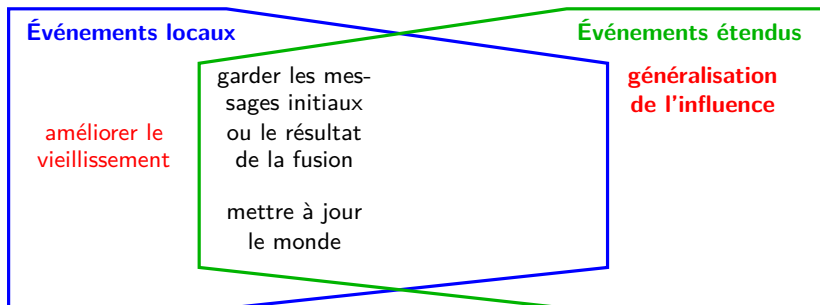 Événements locaux
Événements étendus
garder les mes-
sages initiaux
ou le résultat
de la fusion
mettre à jour
le monde
améliorer le
vieillissement
généralisation
de l'influence